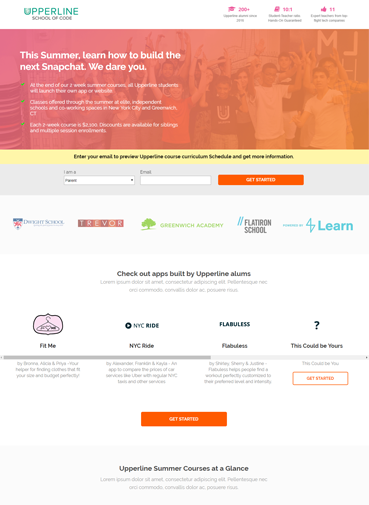 UPPERLINE
SCHOOL OF CODE
200+
Upperline alumni since
2015
10:1
Student:Teacher ratio
Hands On Guaranteed
11
Expert teachers from top
flight tech companies
This Summer, learn how to build the
next Snapchat. We dare you.
At the end of our 2 week summer courses, all Upperline students
will launch their own app or website.
Classes offered through the summer at elite, independent
schools and co-working spaces in New York City and Greenwich,
CT
Each 2-week course is $2,100. Discounts are available for siblings
and multiple session enrollments.
Enter your email to preview Upperline course curriculum Schedule and get more information.
I am a
Email:
Parent
GET STARTED
DWIGHT SCHOOL
TREVOR
GREENWICH ACADEMY
FLATIRON
SCHOOL
POWERED BY
Learn
Check out apps built by Upperline alums
Lorem ipsum dolor sit amet, consectetur adipiscing elit. Pellentesque nec
orci commodo, convallis dolor ac, posuere risus.
NYC RIDE
FLABULESS
?
Fit Me
NYC Ride
Flabuless
This Could be Yours
by Brionna, Alivia & Priya -Your
helper for finding clothes that fit
your size and budget perfectly!
by Alexander, Franklin & Kayla - An
app to compare the prices of car
services like Uber with regular NYC
taxis and other services
by Shirley, Sherry & Justine -
Flabuless helps people find a
workout perfectly customized to
their preferred level and intensity.
This Could be You
GET STARTED
GET STARTED
Upperline Summer Courses at a Glance
Lorem ipsum dolor sit amet, consectetur adipiscing elit. Pellentesque nec
orci commodo, convallis dolor ac, posuere risus.